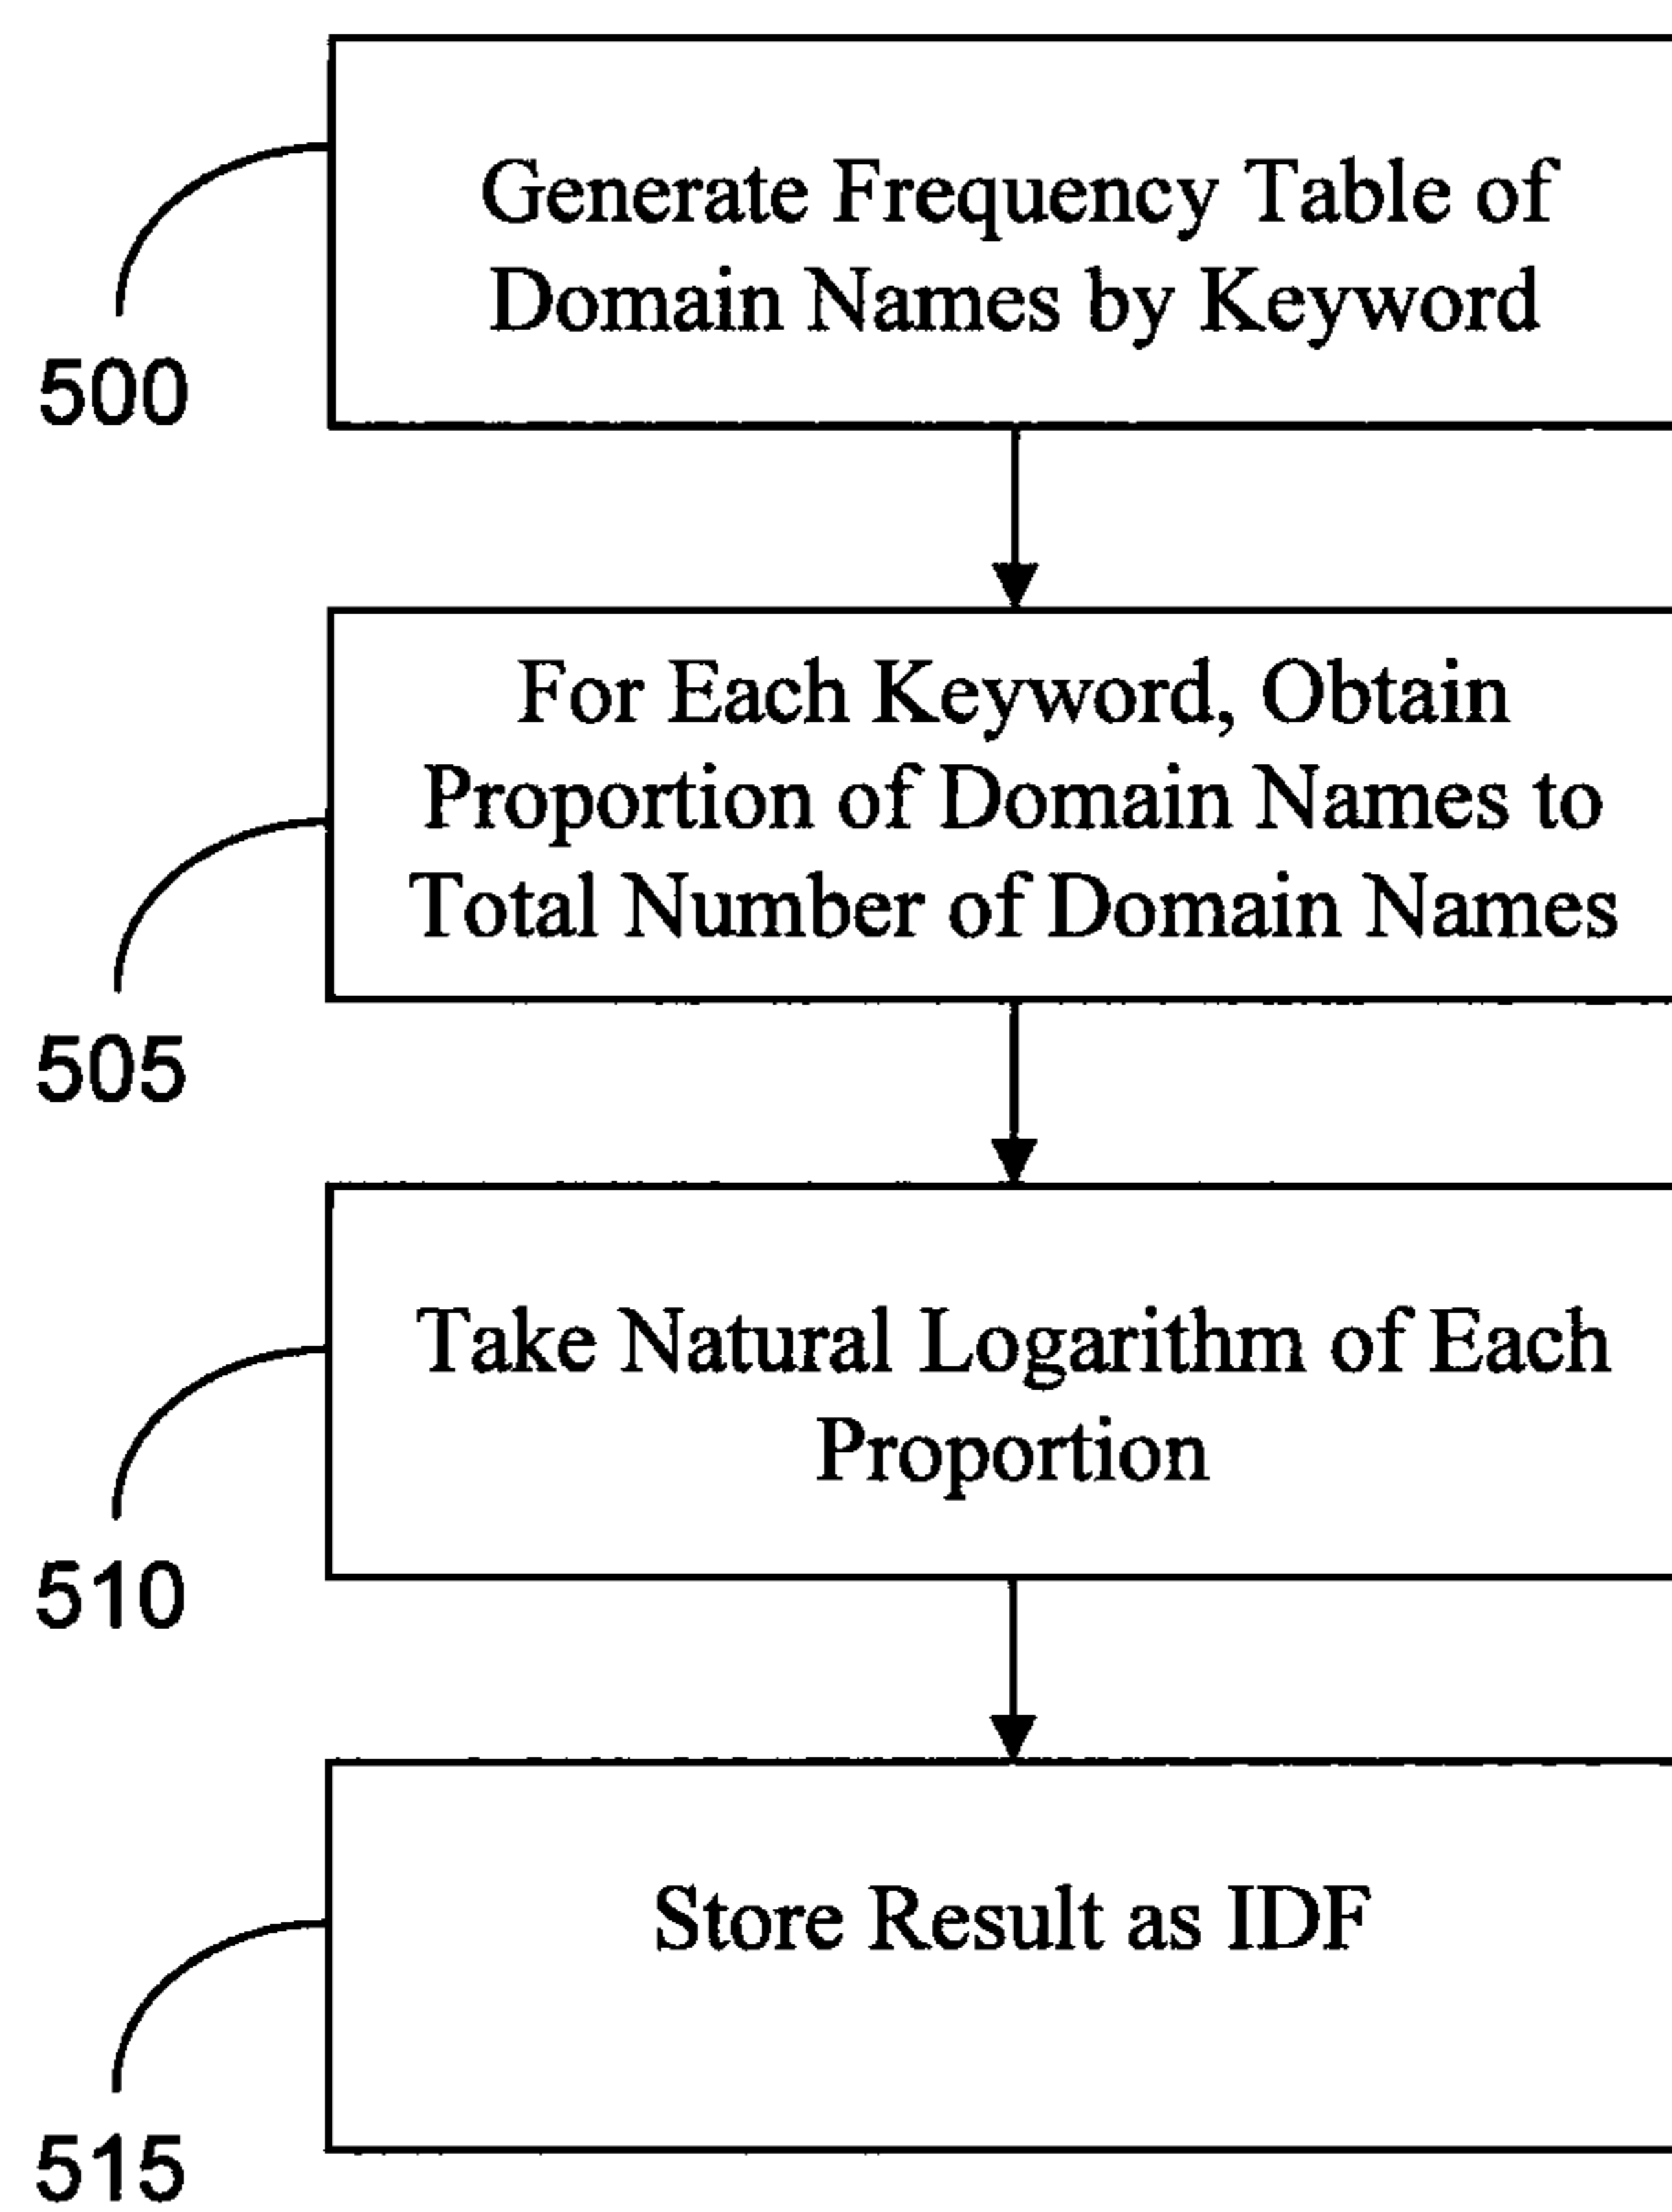 Generate Frequency Table of
Domain Names by Keyword
500
For Each Keyword, Obtain
Proportion of Domain Names to
Total Number of Domain Names
505
Take Natural Logarithm of Each
Proportion
510
Store Result as IDF
515